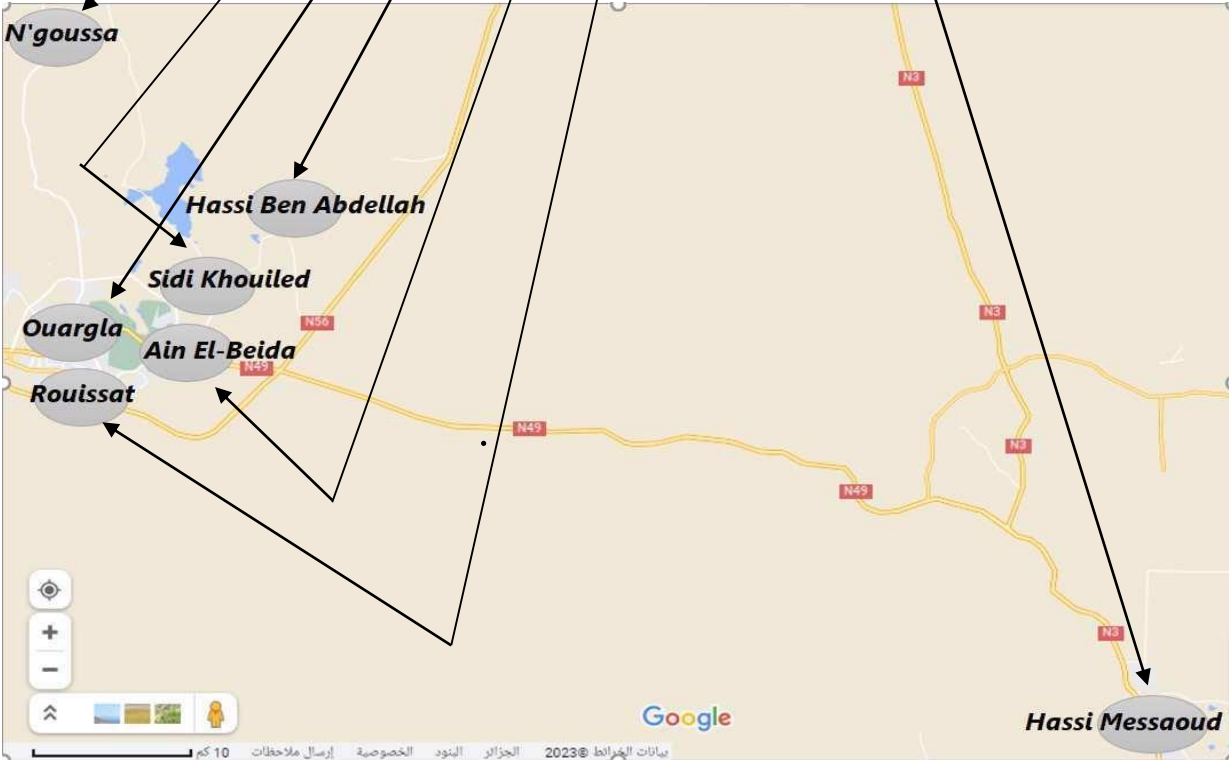 N'goussa
N3
Hassi Ben Abdellah
Sidi Khouiled
N3
Ouargla
N56
Ain El-Beida
N49
Rouissat
N49
N3
N49
N3
Google
Hassi Messaoud
بيانات الخرائط ©2023 الجزائر البنود الخصوصية إرسال ملاحظات 10 كم